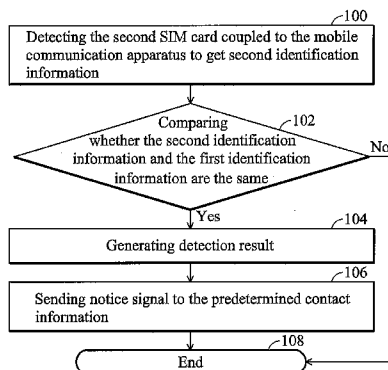 100
Detecting the second SIM card coupled to the mobile
communication apparatus to get second identification
information
102
Comparing
whether the second identification
information and the first identification
information are the same
No
Yes
104
Generating detection result
106
Sending notice signal to the predetermined contact
information
108
End